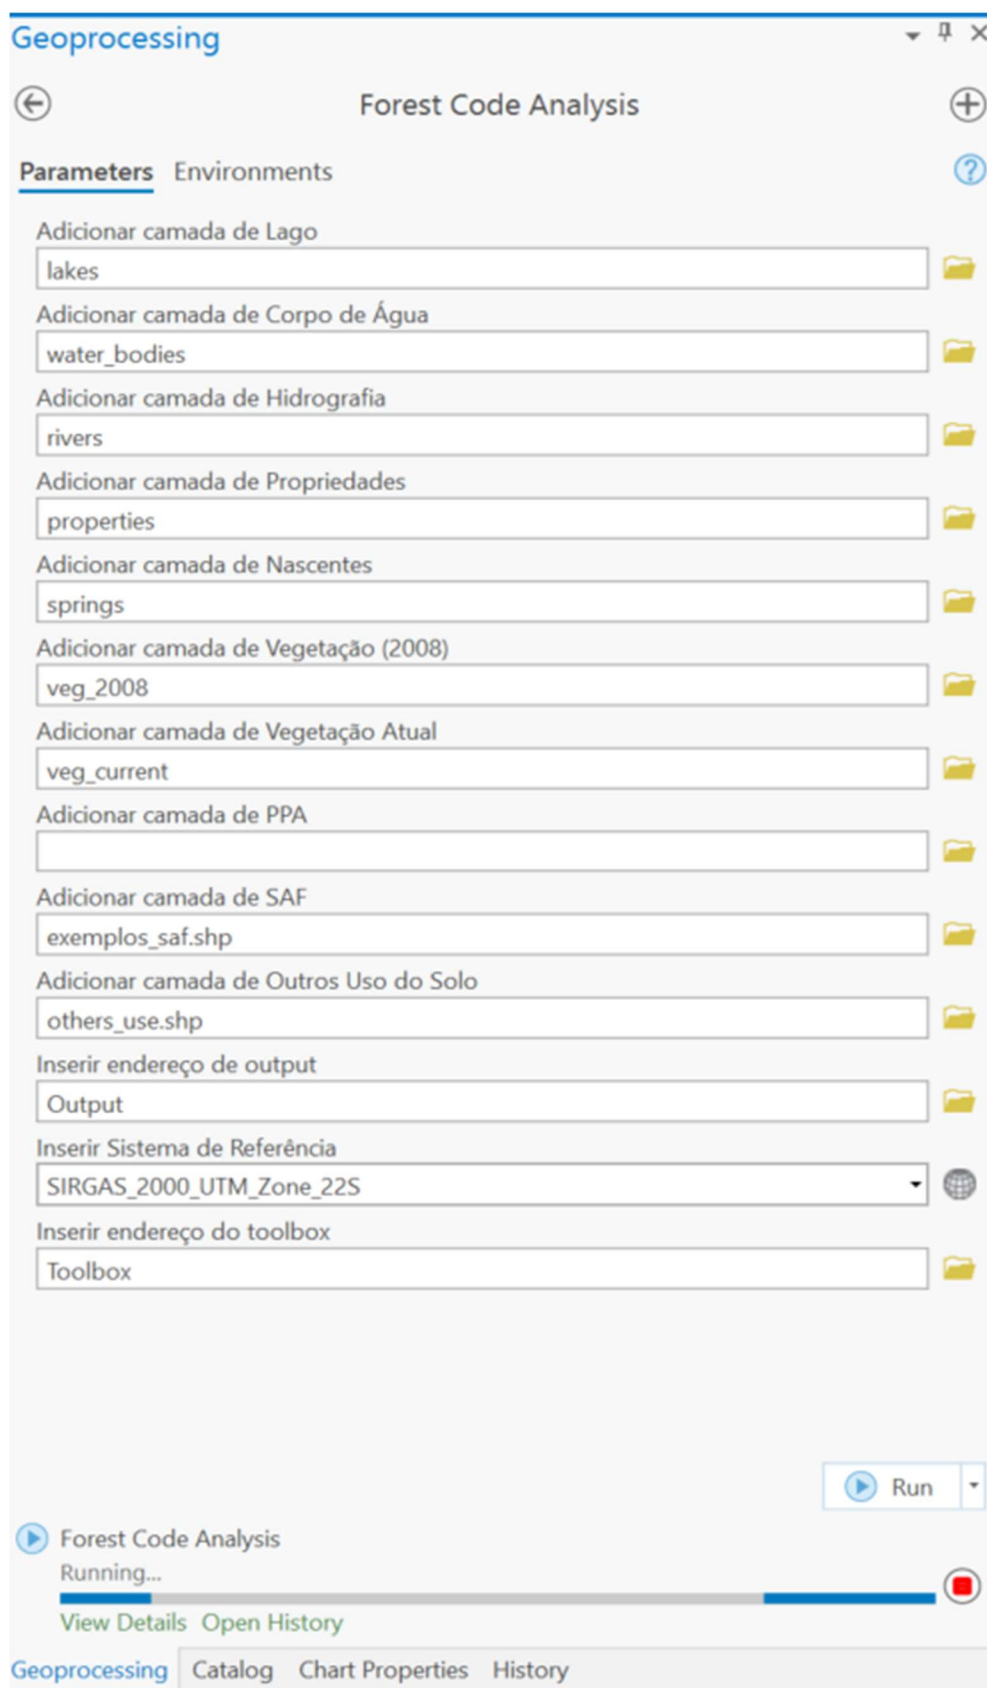 Geoprocessing
Forest Code Analysis
Parameters Environments
Adicionar camada de Lago
lakes
Adicionar camada de Corpo de Água
water_bodies
Adicionar camada de Hidrografia
rivers
Adicionar camada de Propriedades
properties
Adicionar camada de Nascentes
springs
Adicionar camada de Vegetação (2008)
veg_2008
Adicionar camada de Vegetação Atual
veg_current
Adicionar camada de PPA
Adicionar camada de SAF
exemplos_saf.shp
Adicionar camada de Outros Uso do Solo
others_use.shp
Inserir endereço de output
Output
Inserir Sistema de Referência
SIRGAS_2000_UTM_Zone_22S
Inserir endereço do toolbox
Toolbox
Run
Forest Code Analysis
Running...
View Details Open History
Geoprocessing Catalog Chart Properties History